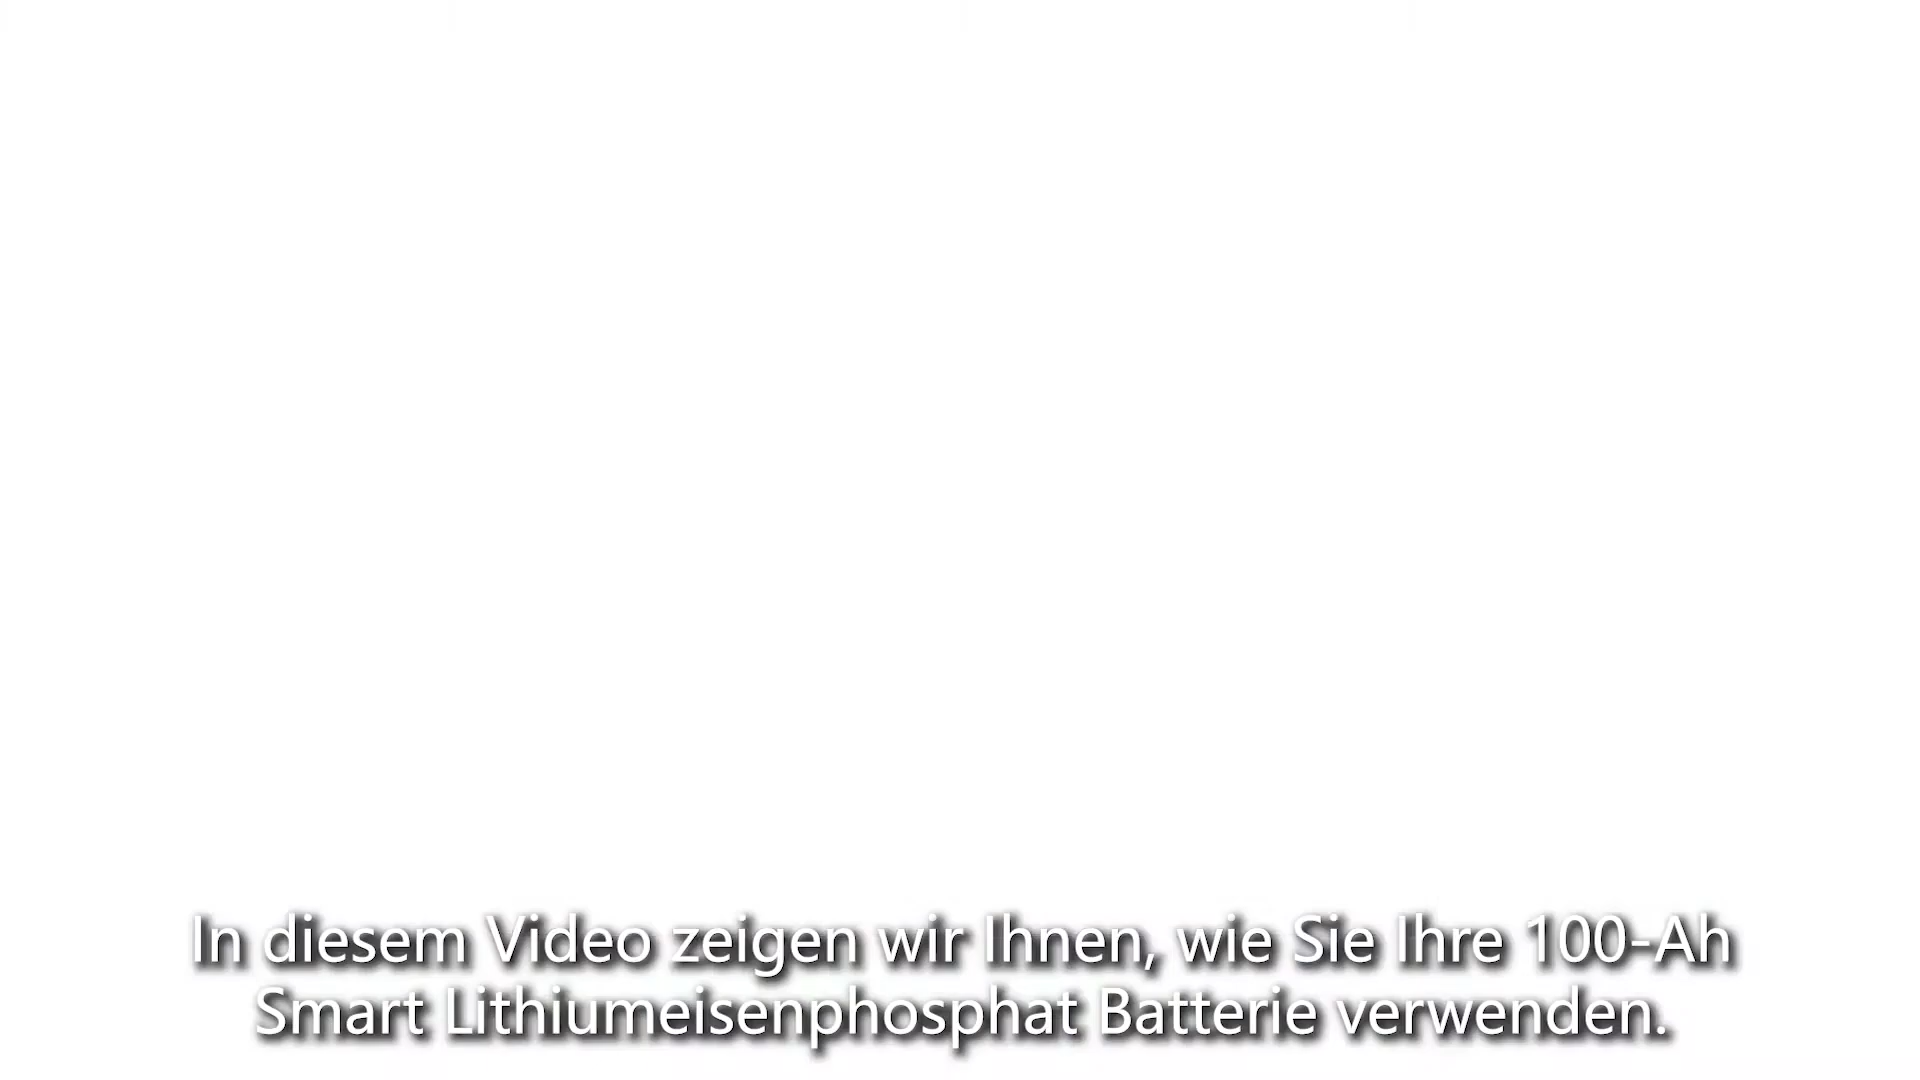 In diesem Video zeigen wir Ihnen, wie Sie Ihre 100-Ah
Smart Lithiumeisenphosphat Batterie verwenden.